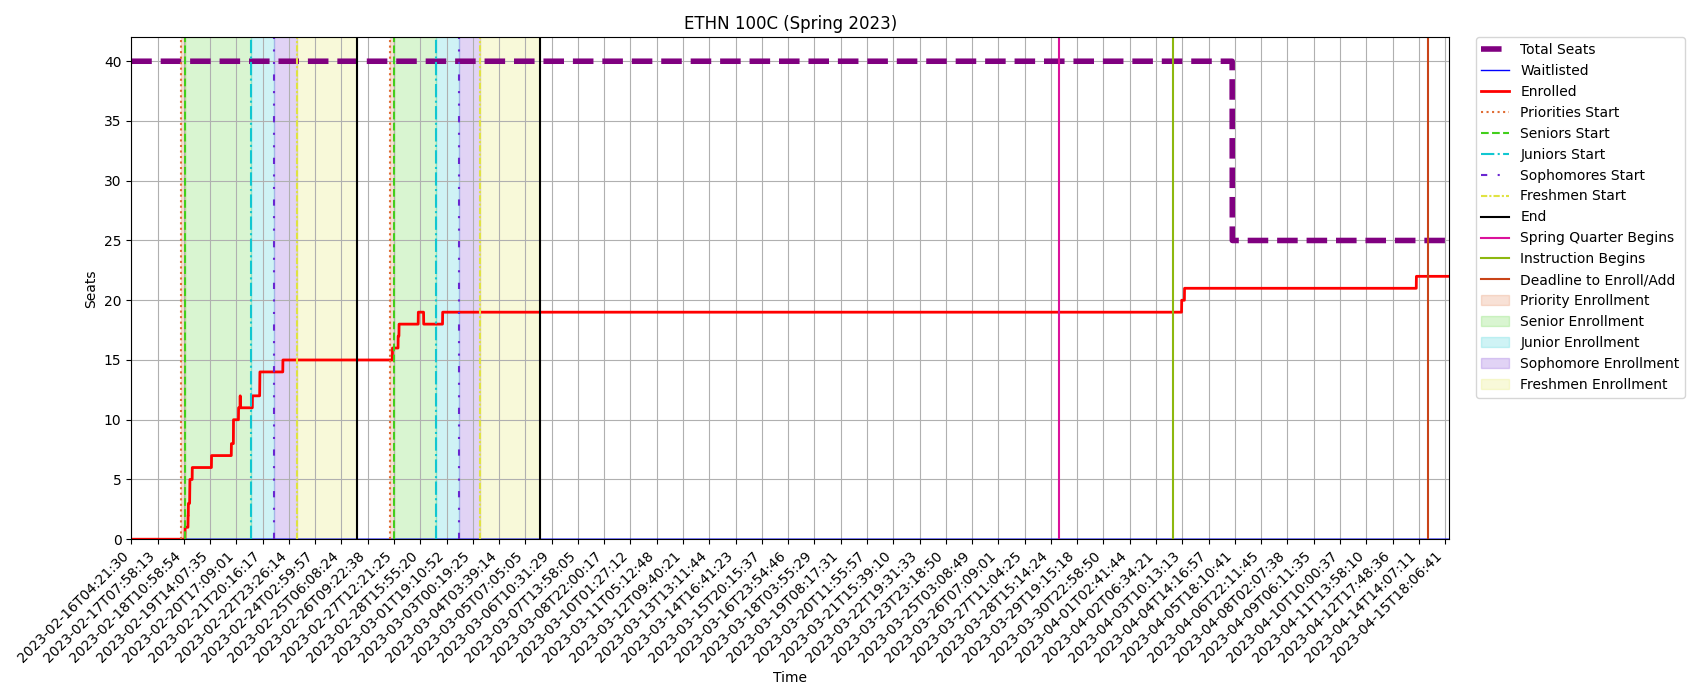 ETHN 100C (Spring 2023)
Seats
40
35
30
25
20
15
10
5
0
2023-02-16T04:21:30
2023-02-17T07:58:13
2023-02-18T10:58:54
2023-02-19T14:07:35
2023-02-20T17:09:01
2023-02-21T20:16:17
2023-02-22T23:26:14
2023-02-24T02:59:57
2023-02-25T06:08:24
2023-02-26T09:22:38
2023-02-27T12:21:25
2023-02-28T15:55:20
2023-03-01T19:10:52
2023-03-03T00:19:25
2023-03-04T03:39:14
2023-03-05T07:05:05
2023-03-06T10:31:29
2023-03-07T13:58:05
2023-03-08T22:00:17
2023-03-10T01:27:12
2023-03-11T05:12:48
2023-03-12T09:40:21
2023-03-13T13:11:44
2023-03-14T16:41:23
2023-03-15T20:15:37
2023-03-16T23:54:46
2023-03-18T03:55:29
2023-03-19T08:17:31
2023-03-20T11:55:57
2023-03-21T15:39:10
2023-03-22T19:31:33
2023-03-23T23:18:50
2023-03-25T03:08:49
2023-03-26T07:09:01
2023-03-27T11:04:25
2023-03-28T15:14:24
2023-03-29T19:15:18
2023-03-30T22:58:50
2023-04-01T02:41:44
2023-04-02T06:34:21
2023-04-03T10:13:13
2023-04-04T14:16:57
2023-04-05T18:10:41
2023-04-06T22:11:45
2023-04-08T02:07:38
2023-04-09T06:11:35
2023-04-10T10:00:37
2023-04-11T13:58:10
2023-04-12T17:48:36
2023-04-14T14:07:11
2023-04-15T18:06:41
Time
Total Seats
Waitlisted
Enrolled
Priorities Start
Seniors Start
Juniors Start
Sophomores Start
Freshmen Start
End
Spring Quarter Begins
Instruction Begins
Deadline to Enroll/Add
Priority Enrollment
Senior Enrollment
Junior Enrollment
Sophomore Enrollment
Freshmen Enrollment